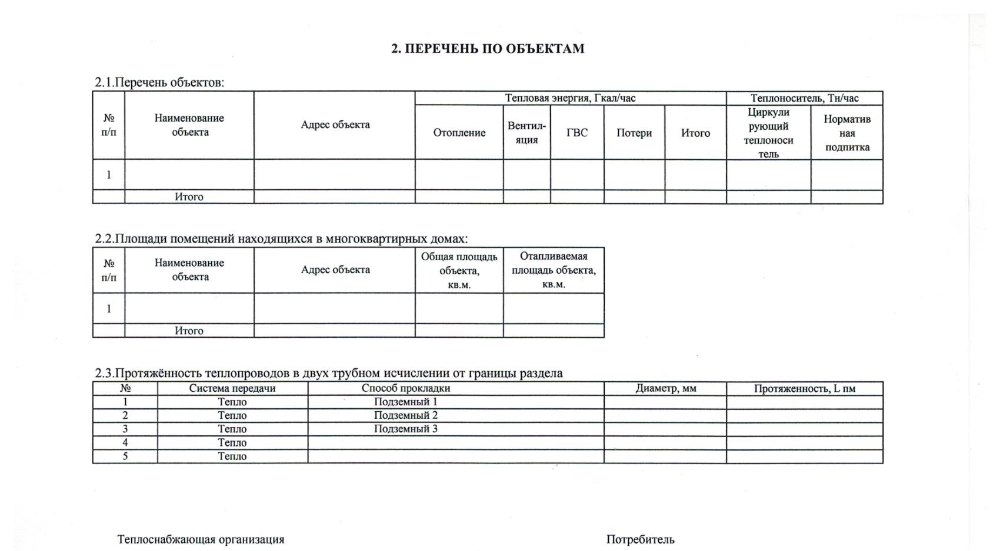 2. ПЕРЕЧЕНЬ ПО ОБЪЕКТАМ
2.1.Перечень объектов:
Тепловая энергия, Гкал/час
Теплоноситель, Тн/час
№
п/п
Наименование
объекта
Адрес объекта
Отопление
Вентил-
яция
ГВС
Потери
Итого
Циркули
рующий
теплоноси
тель
Норматив
ная
подпитка
1
Итого
2.2.Площади помещений находящихся в многоквартирных домах:
№
п/п
Наименование
объекта
Адрес объекта
Общая площадь
объекта,
кв.м.
Отапливаемая
площадь объекта,
кв.м.
1
Итого
2.3.Протяжённость теплопроводов в двух трубном исчислении от границы раздела
№ Система передачи Способ прокладки Диаметр, мм Протяженность, L пм
1 Тепло Подземный 1
2 Тепло Подземный 2
3 Тепло Подземный 3
4 Тепло
5 Тепло
Теплоснабжающая организация Потребитель